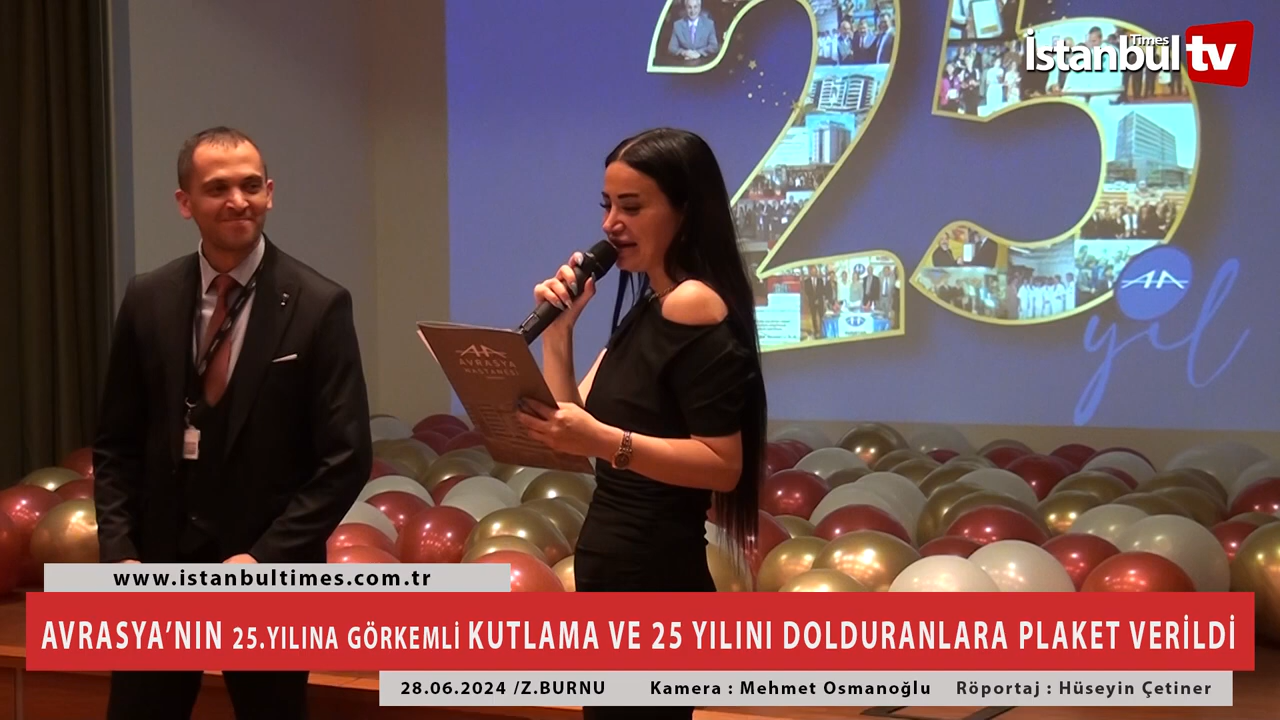 İstanbul Times tv
25
yıl
AVRASYA
HASTANESİ
www.istanbultimes.com.tr
AVRASYA'NIN 25.YILINA GÖRKEMLİ KUTLAMA VE 25 YILINI DOLDURANLARA PLAKET VERİLDİ
28.06.2024 /Z.BURNU Kamera : Mehmet Osmanoğlu Röportaj : Hüseyin Çetiner